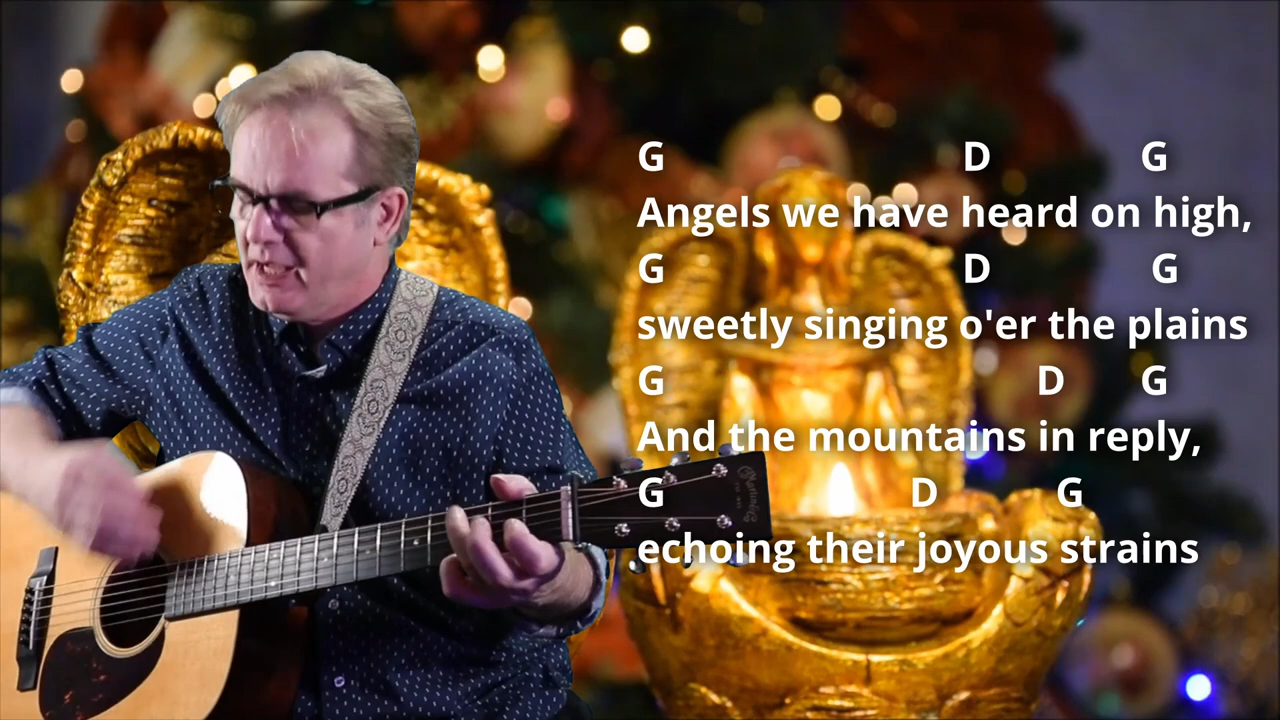 G D G
Angels we have heard on high,
G D G
sweetly singing o'er the plains
G D G
And the mountains in reply,
G D G
echoing their joyous strains